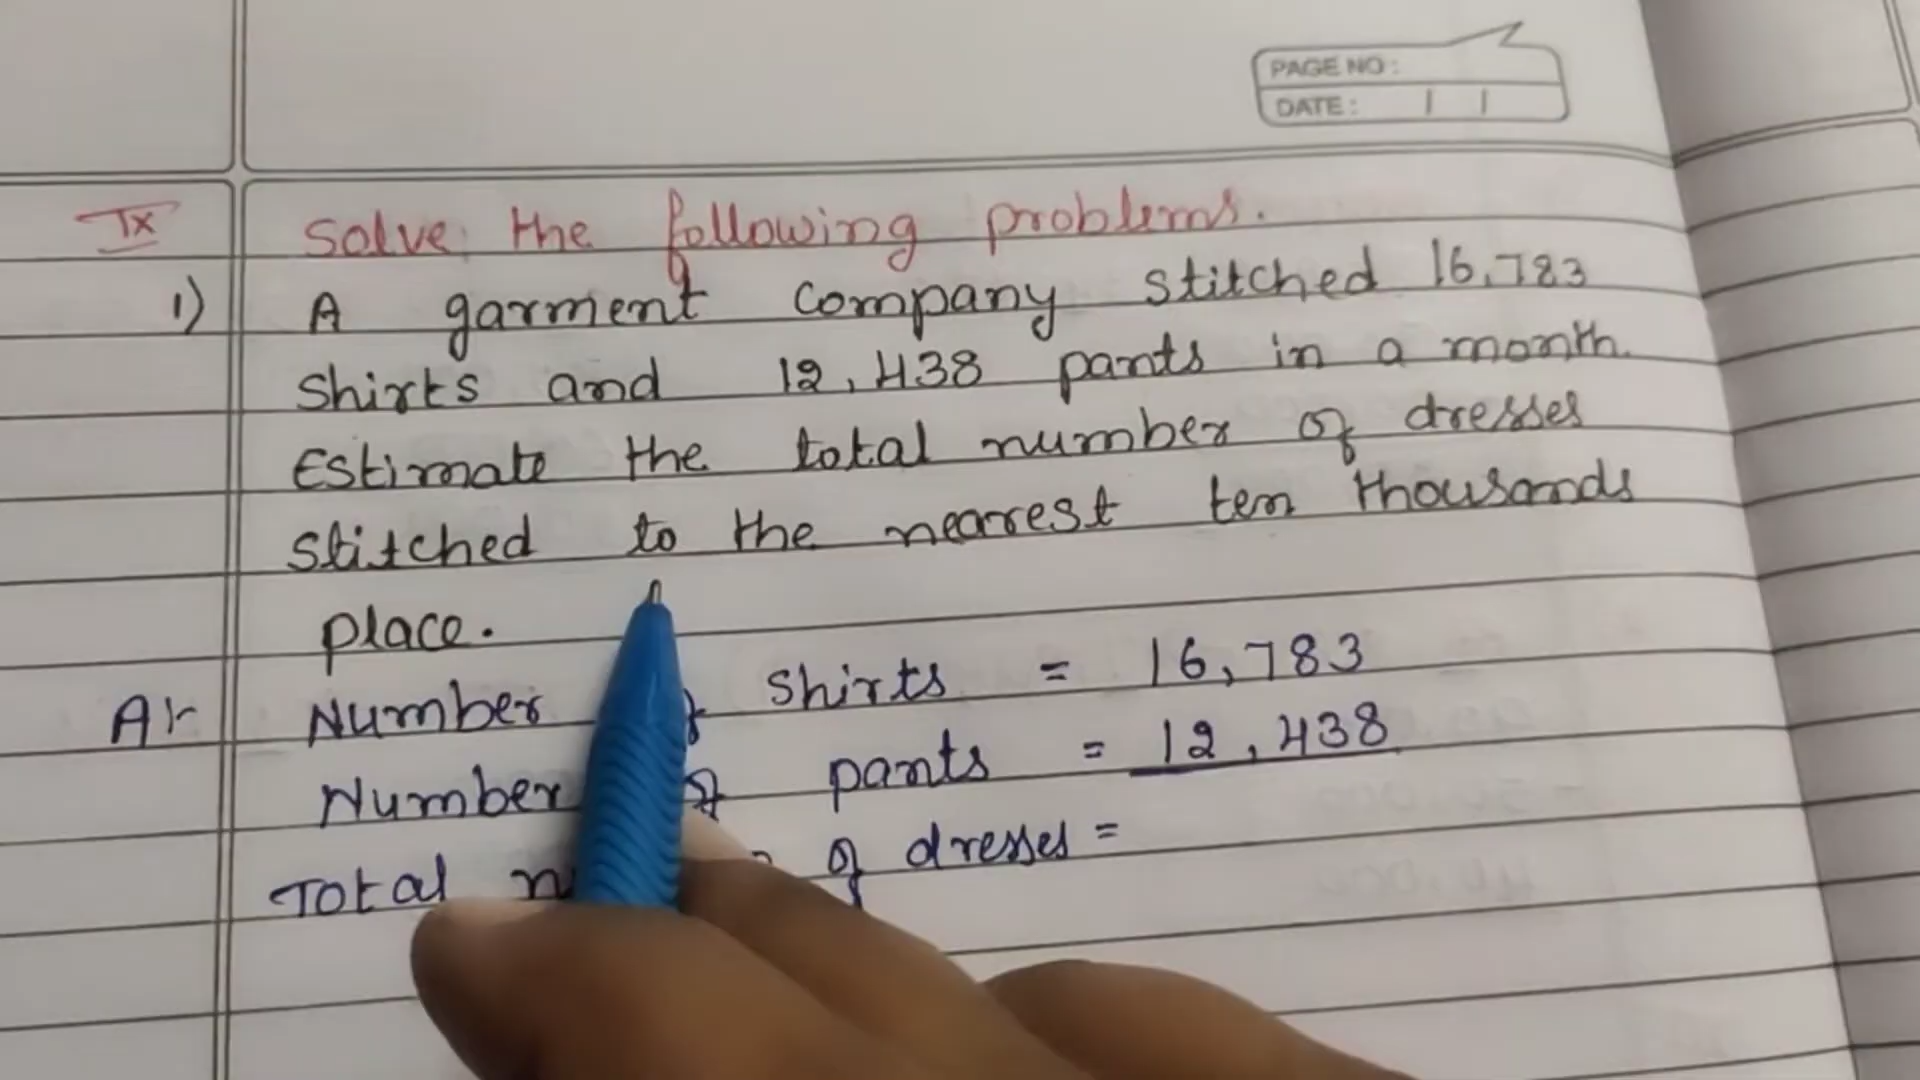 PAGE NO :
DATE :
IX Solve the following problems.
1) A garment company stitched 16,783
Shirts and 12,438 pants in a month.
Estimate the total number of dresses
stitched to the nearest ten thousands
place.
A:- Number shirts = 16,783
Number of pants = 12,438
Total of dresses =